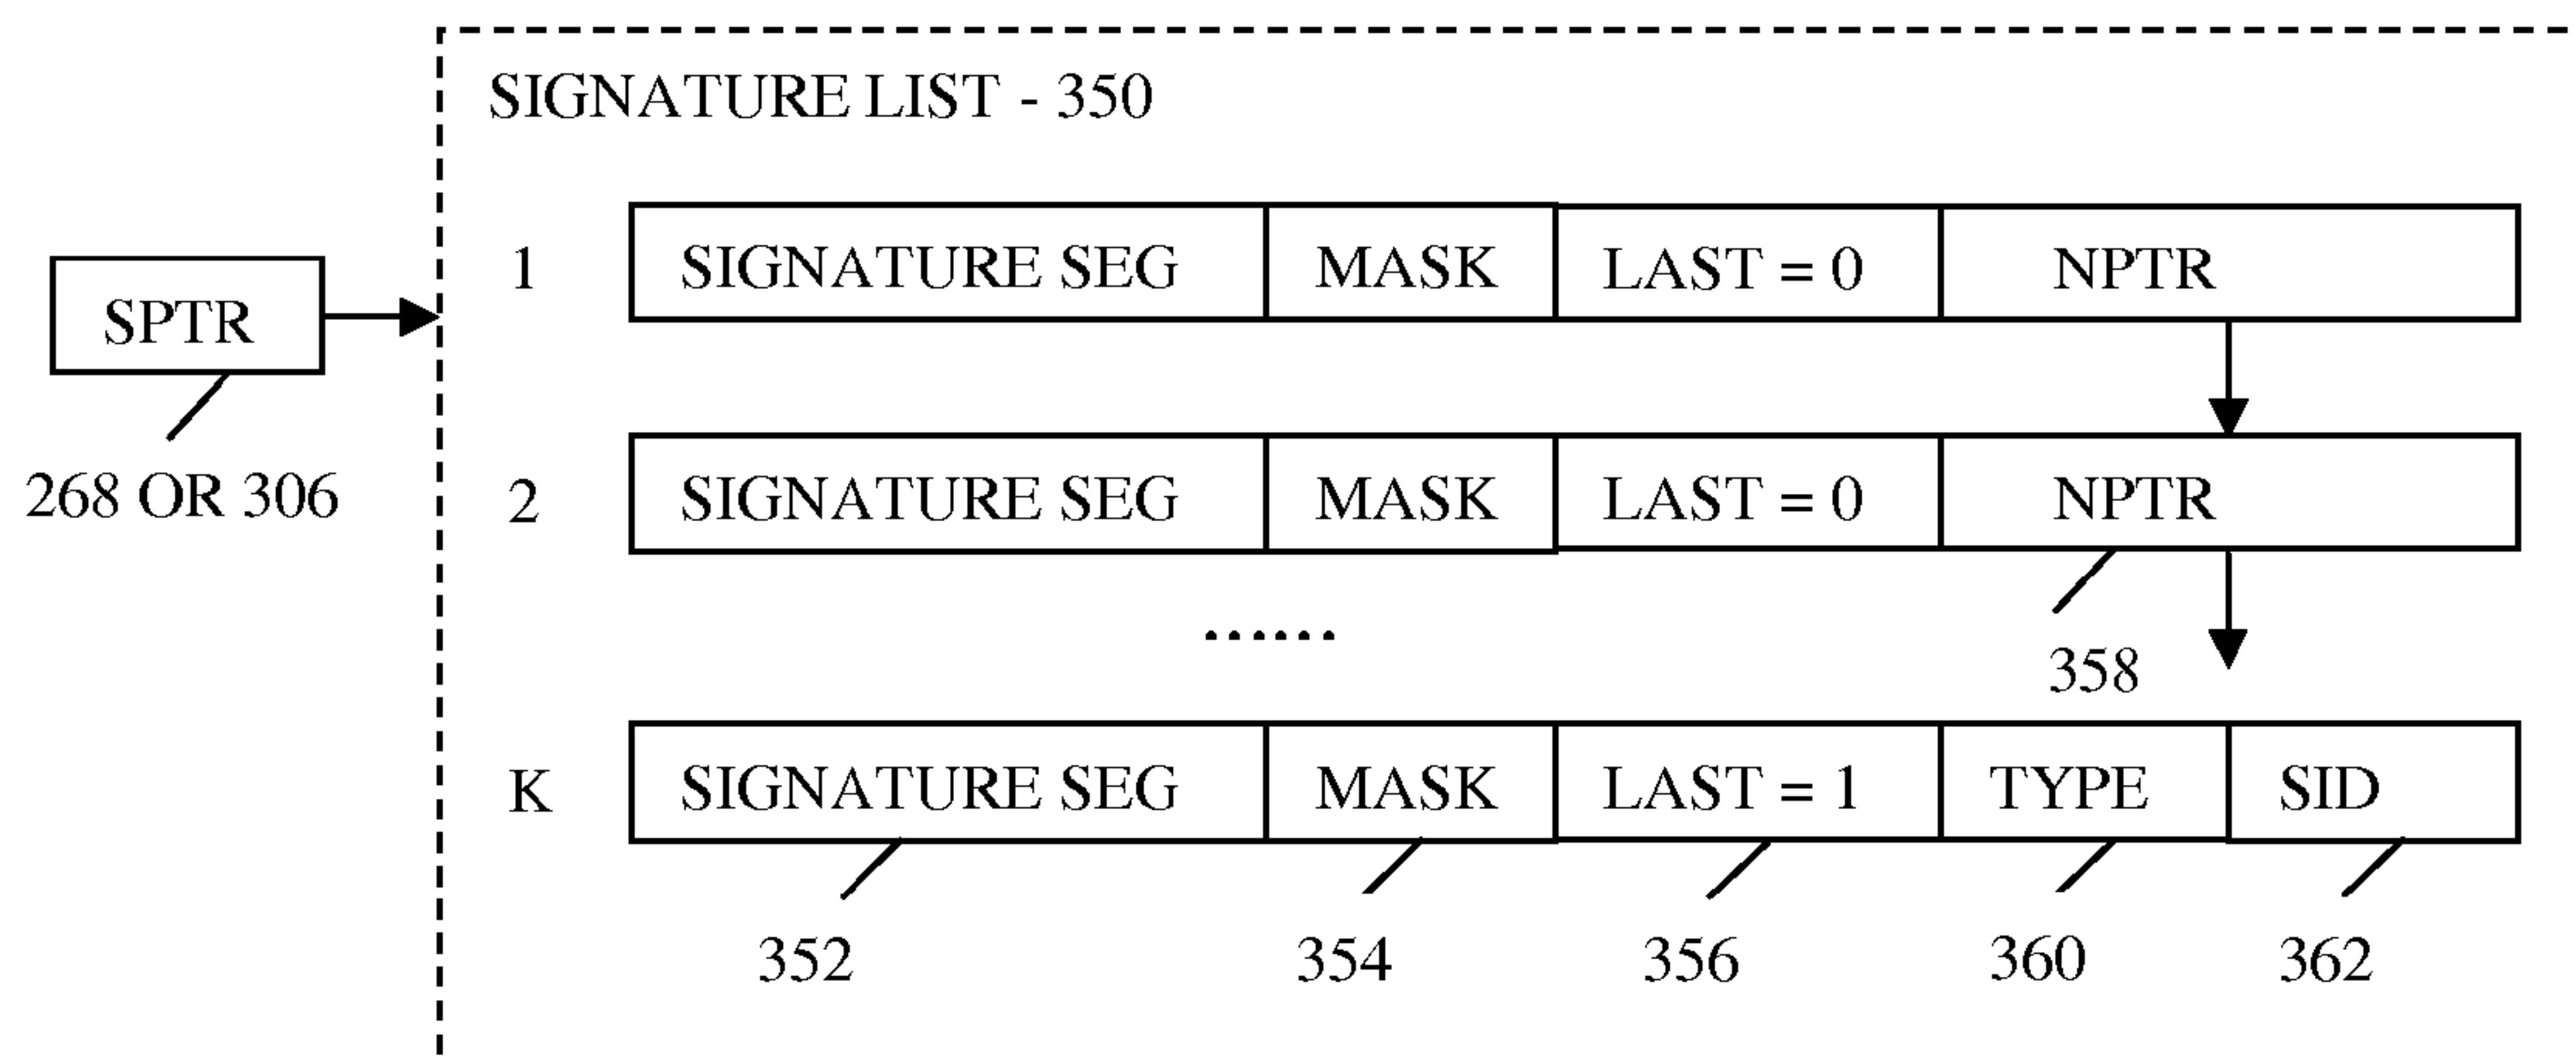 SIGNATURE LIST - 350
1 SIGNATURE SEG MASK LAST = 0 NPTR
SPTR
2 SIGNATURE SEG MASK LAST = 0 NPTR
268 OR 306
......
358
K SIGNATURE SEG MASK LAST = 1 TYPE SID
352 354 356 360 362